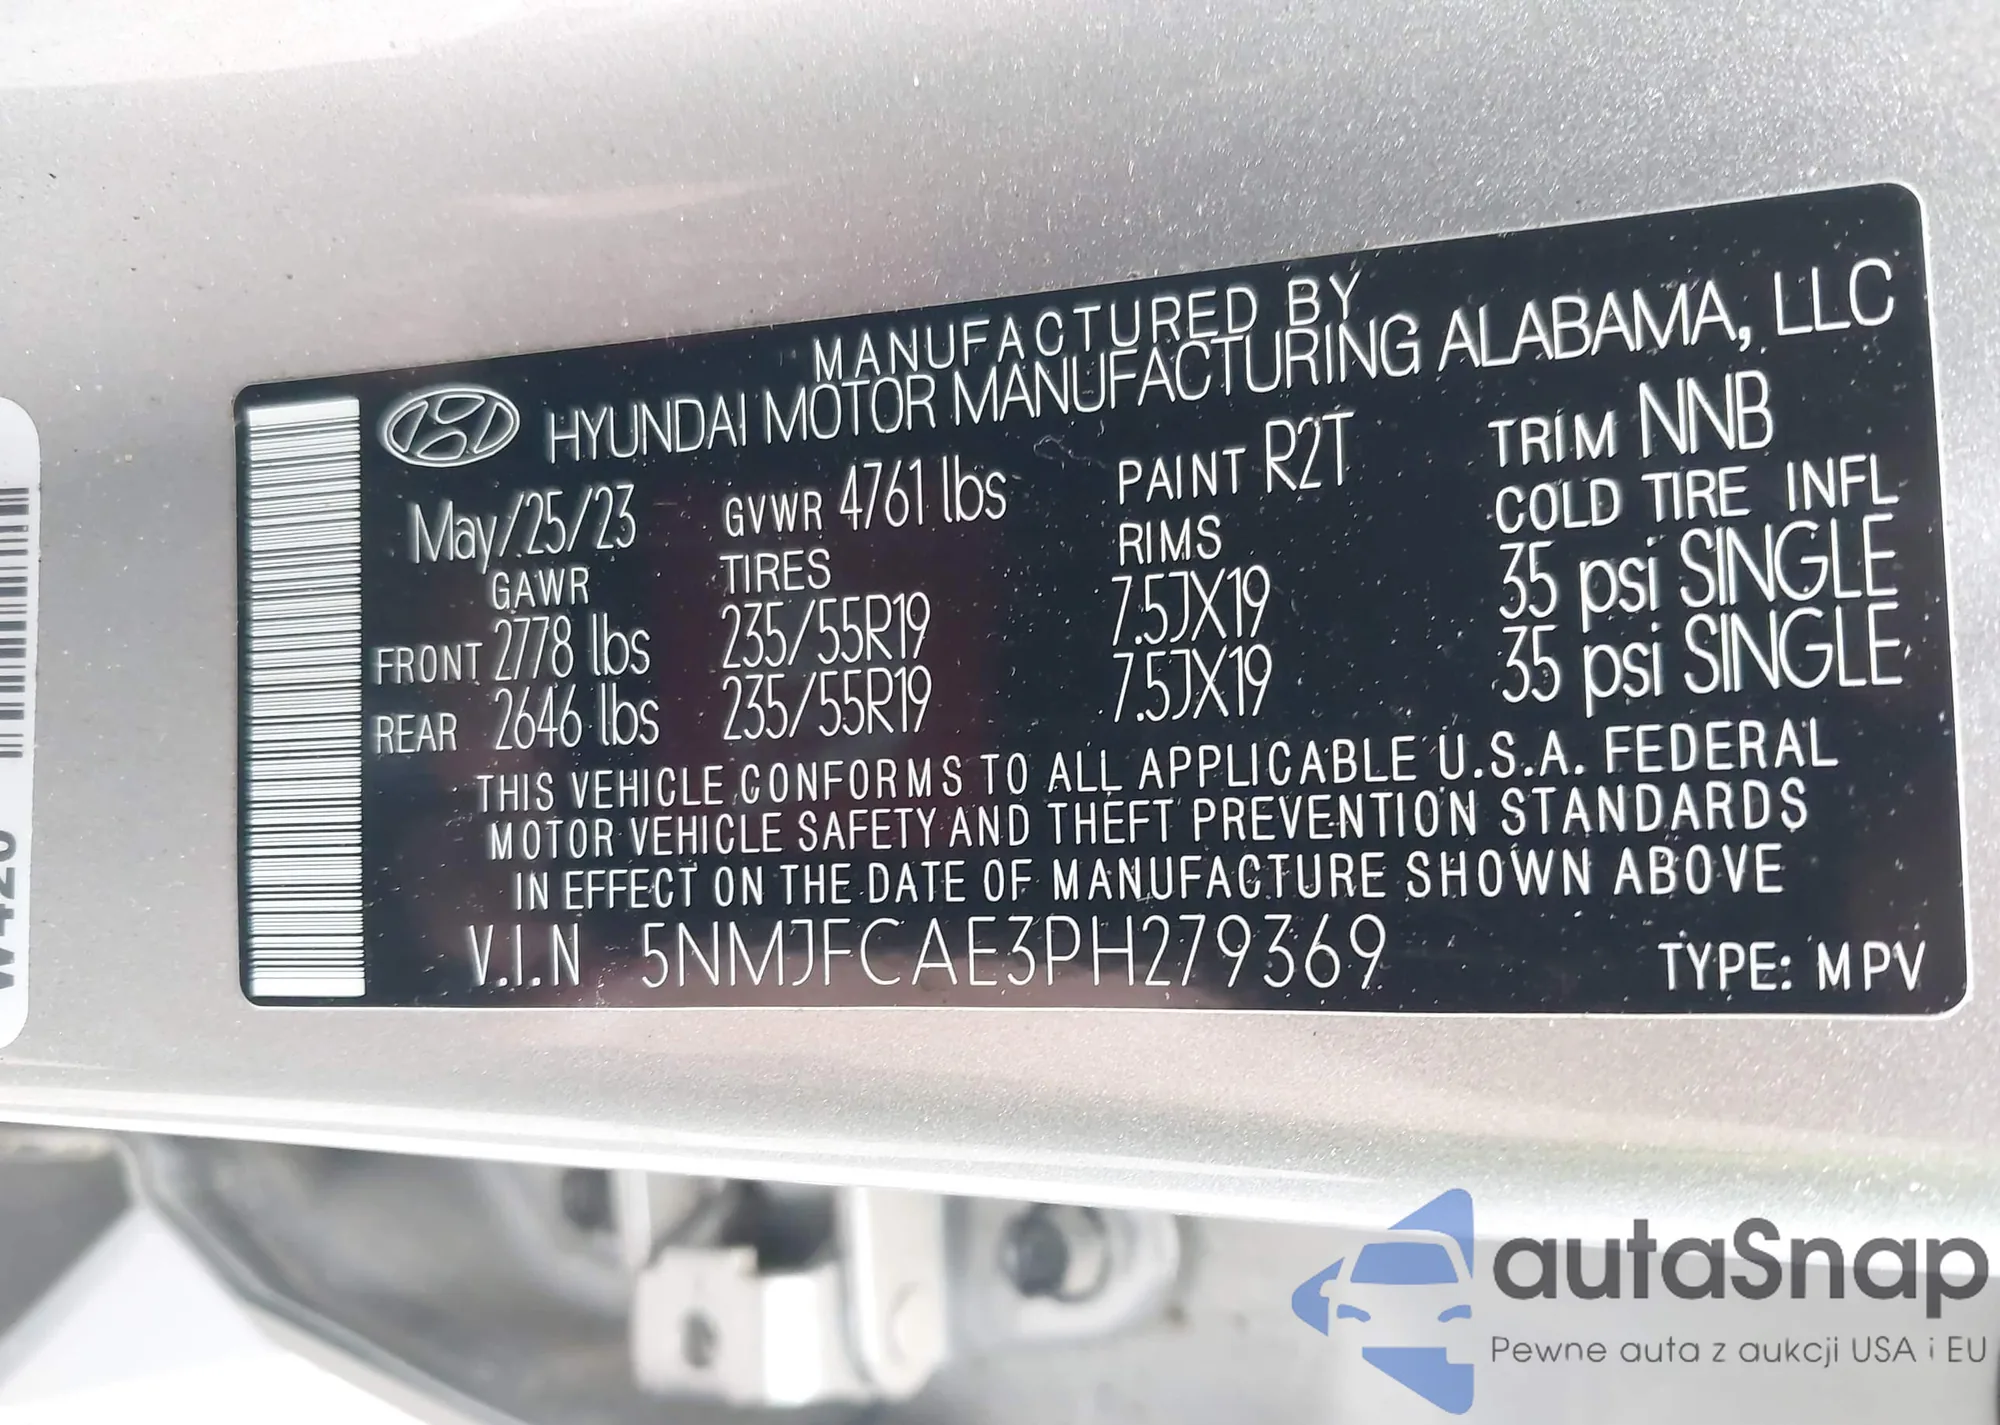 MANUFACTURED BY
HYUNDAI MOTOR MANUFACTURING ALABAMA, LLC
May/25/23 GVWR 4761 lbs PAINT R2T TRIM NNB
GAWR TIRES RIMS COLD TIRE INFL
FRONT 2778 lbs 235/55R19 7.5JX19 35 psi SINGLE
REAR 2646 lbs 235/55R19 7.5JX19 35 psi SINGLE
THIS VEHICLE CONFORMS TO ALL APPLICABLE U.S.A. FEDERAL
MOTOR VEHICLE SAFETY AND THEFT PREVENTION STANDARDS
IN EFFECT ON THE DATE OF MANUFACTURE SHOWN ABOVE
V.I.N 5NMJFCAE3PH279369 TYPE: MPV
autaSnap
Pewne auta z aukcji USA i EU